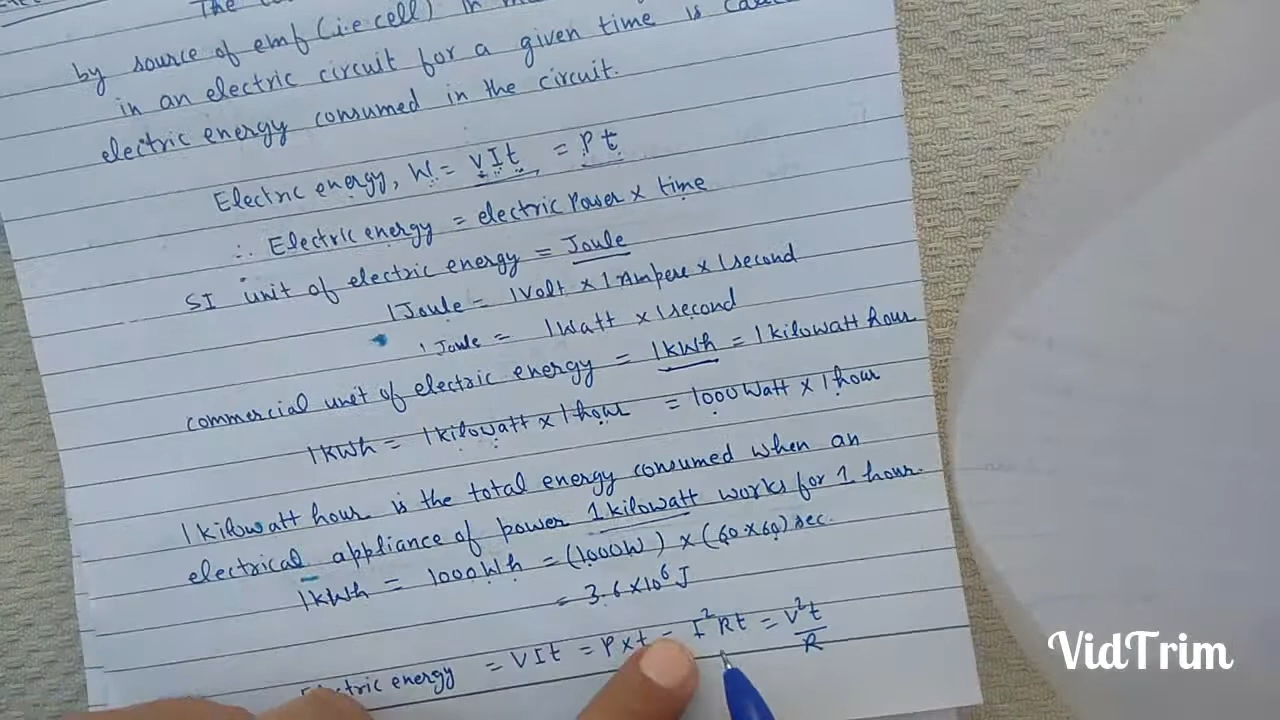 The
by source of emf (i.e cell) in
in an electric circuit for a given time is
electric energy consumed in the circuit.
Electric energy, W = VIt = Pt
∴ Electric energy = electric power × time
SI unit of electric energy = Joule
1 Joule = 1 Volt × 1 Ampere × 1 second
1 Joule = 1 Watt × 1 second
commercial unit of electric energy = 1 kWh = 1 kilowatt hour
1 kWh = 1 kilowatt × 1 hour = 1000 Watt × 1 hour
1 kilowatt hour is the total energy consumed when an
electrical appliance of power 1 kilowatt works for 1 hour.
1 kWh = 1000 Wh = (1000W) × (60×60) sec.
= 3.6×10⁶ J
Electric energy = VIt = P×t = I²Rt = V²t/R
VidTrim